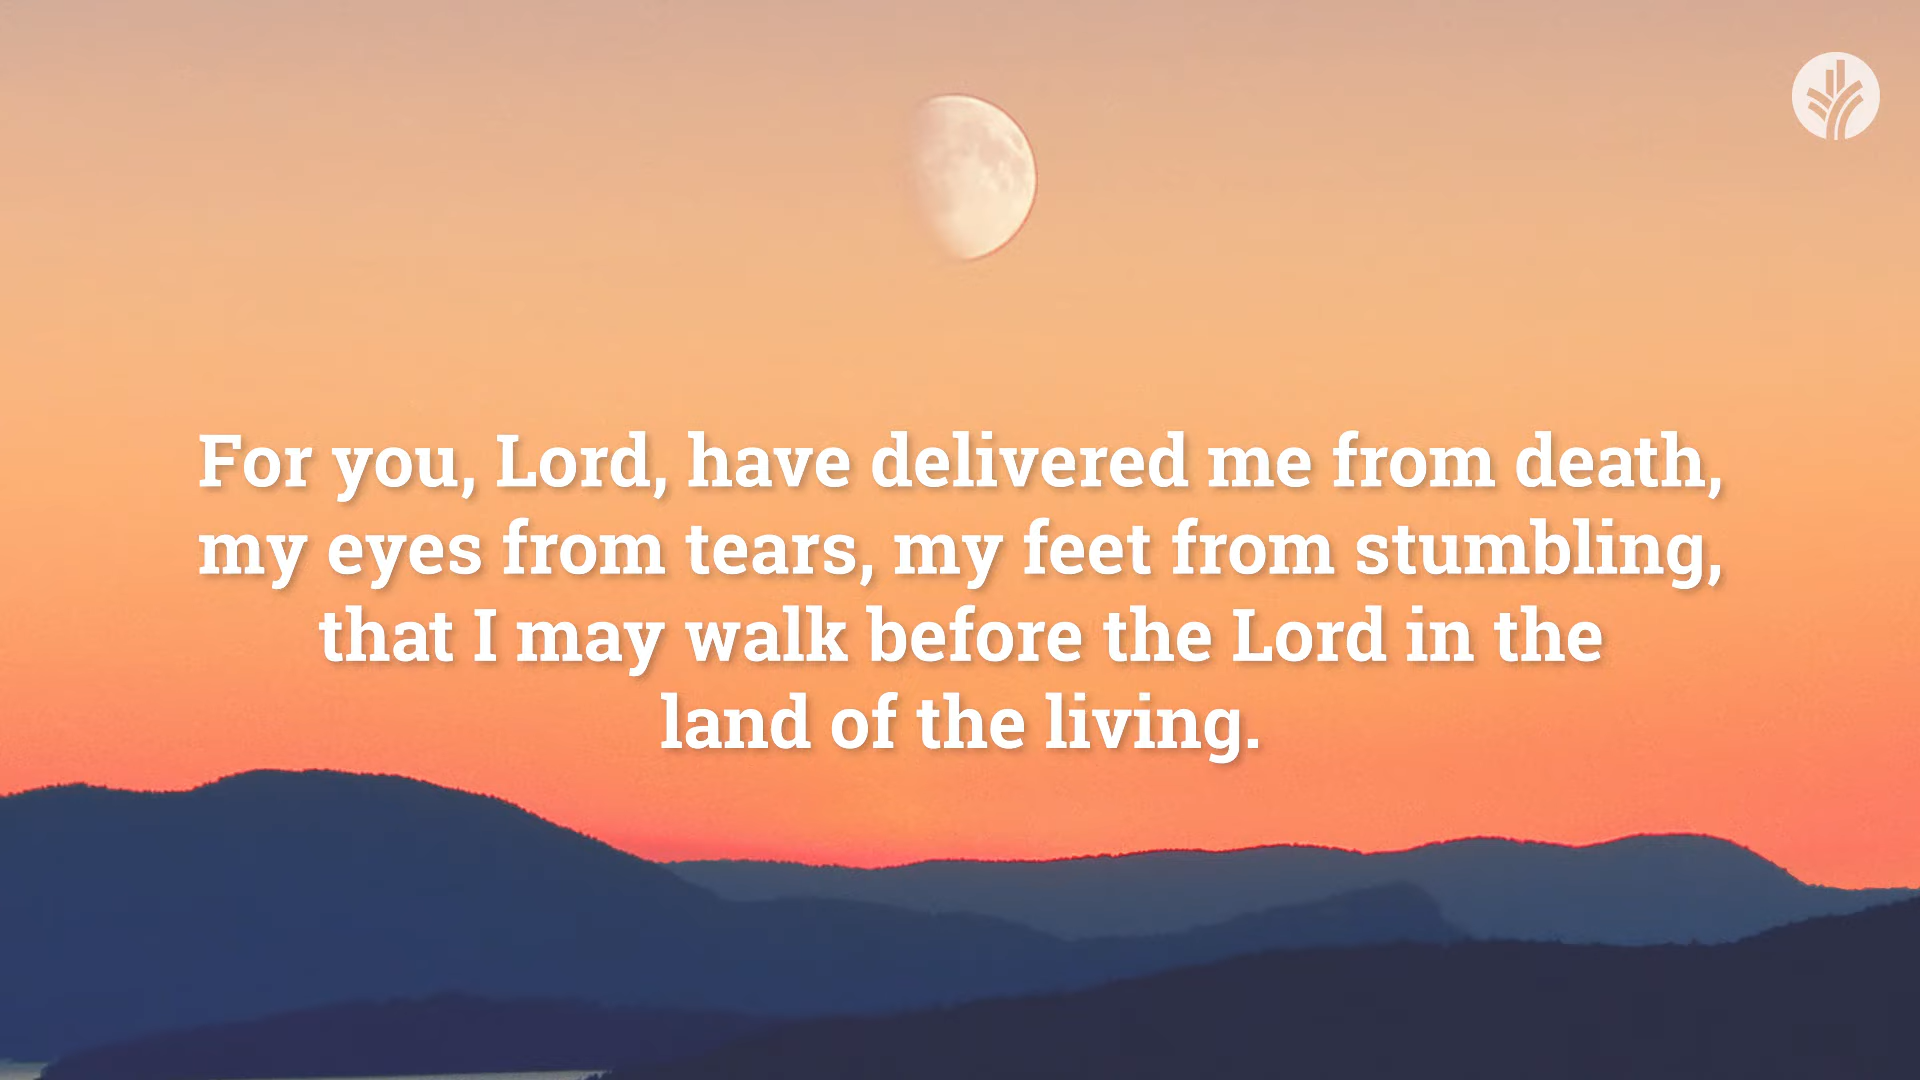 For you, Lord, have delivered me from death,
my eyes from tears, my feet from stumbling,
that I may walk before the Lord in the
land of the living.